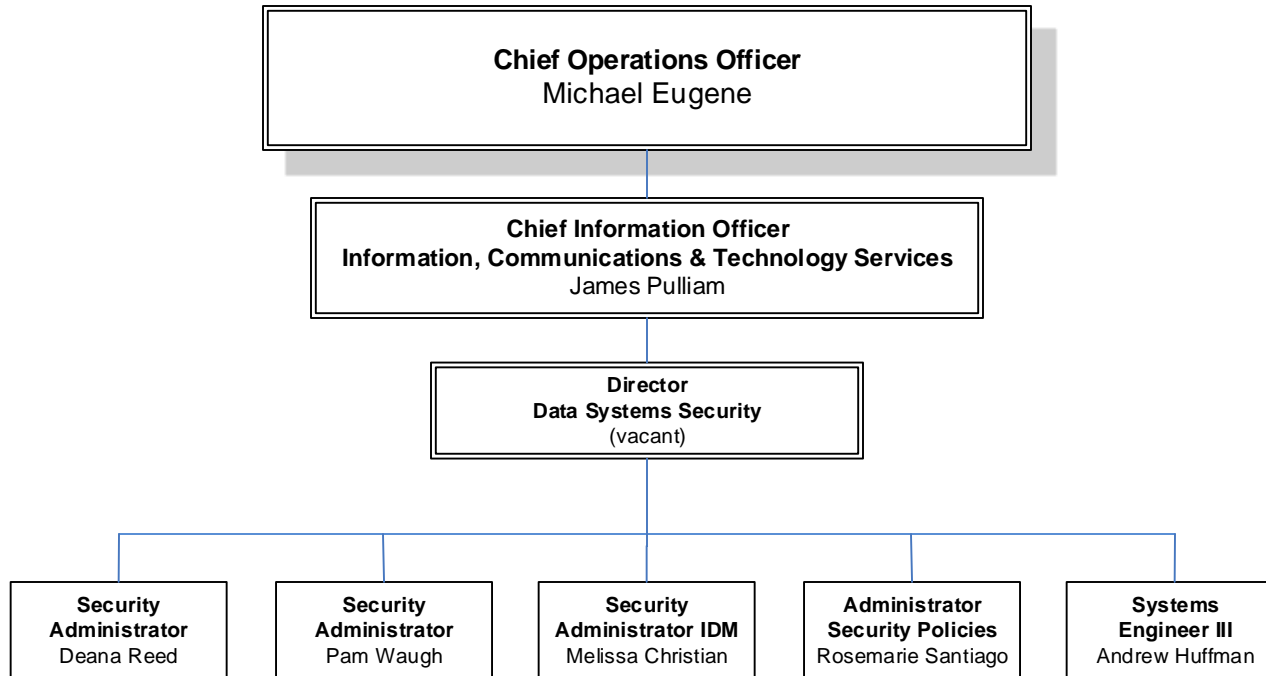 Chief Operations Officer
Michael Eugene
Chief Information Officer
Information, Communications & Technology Services
James Pulliam
Director
Data Systems Security
(vacant)
Security
Administrator
Deana Reed
Security
Administrator
Pam Waugh
Security
Administrator IDM
Melissa Christian
Administrator
Security Policies
Rosemarie Santiago
Systems
Engineer III
Andrew Huffman